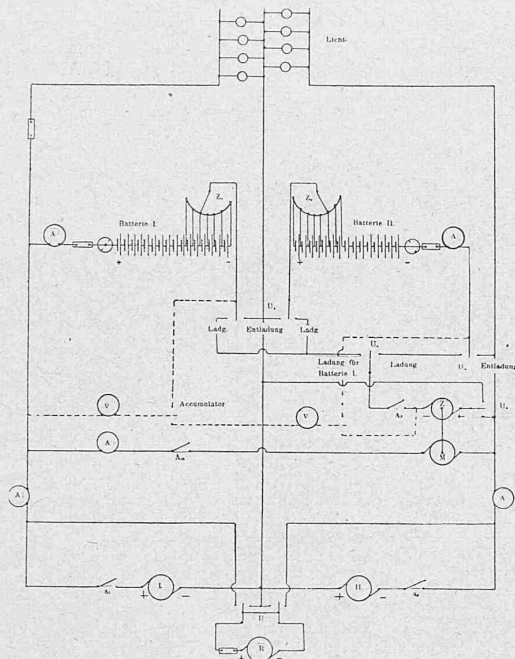 Licht-
Z.
Z.
Batterie I.
Batterie II.
A
A
+ -
+ -
U.
Ladg. Entladung Ladg.
U.
Ladung für
Batterie I.
Ladung
U.
Entladung
V
Accumulator
V
Z
U.
A
M
A
A
I.
II.
+ -
+ -
U
R
+ -